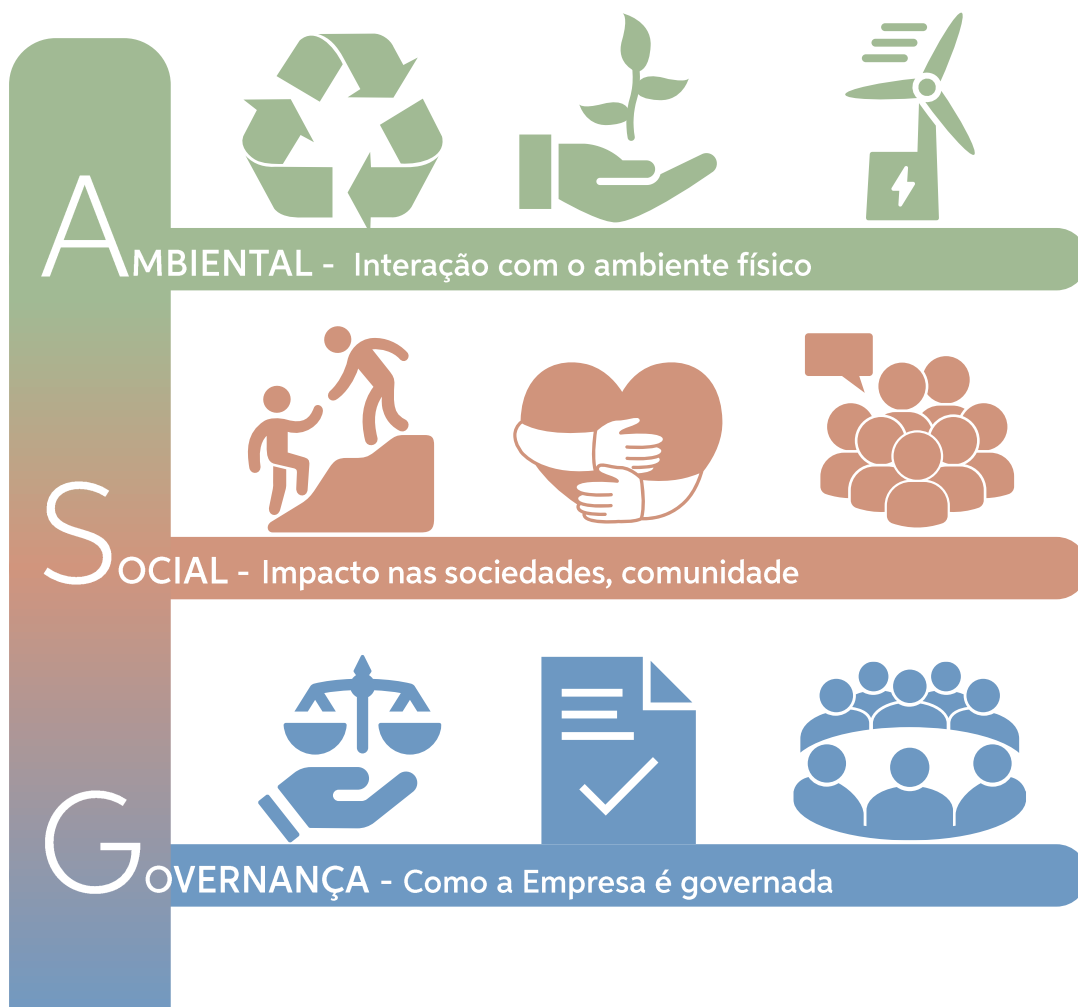 AMBIENTAL - Interação com o ambiente físico
SOCIAL - Impacto nas sociedades, comunidade
GOVERNANÇA - Como a Empresa é governada